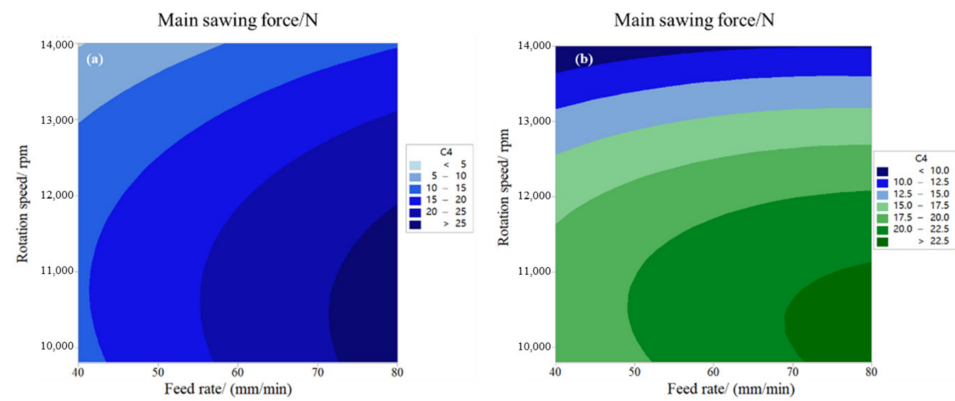 Main sawing force/N
(a)
14,000
13,000
12,000
11,000
10,000
Rotation speed/ rpm
40 50 60 70 80
Feed rate/ (mm/min)
C4
< 5
5 – 10
10 – 15
15 – 20
20 – 25
> 25
Main sawing force/N
(b)
14,000
13,000
12,000
11,000
10,000
Rotation speed/ rpm
40 50 60 70 80
Feed rate/ (mm/min)
C4
< 10.0
10.0 – 12.5
12.5 – 15.0
15.0 – 17.5
17.5 – 20.0
20.0 – 22.5
> 22.5